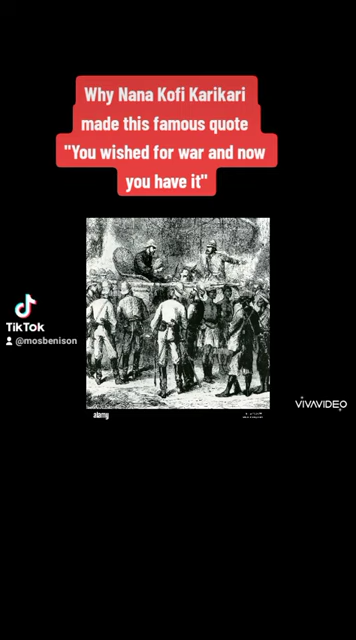 Why Nana Kofi Karikari
made this famous quote
"You wished for war and now
you have it"
TikTok
@mosbenison
VIVAVIDEO
alamy